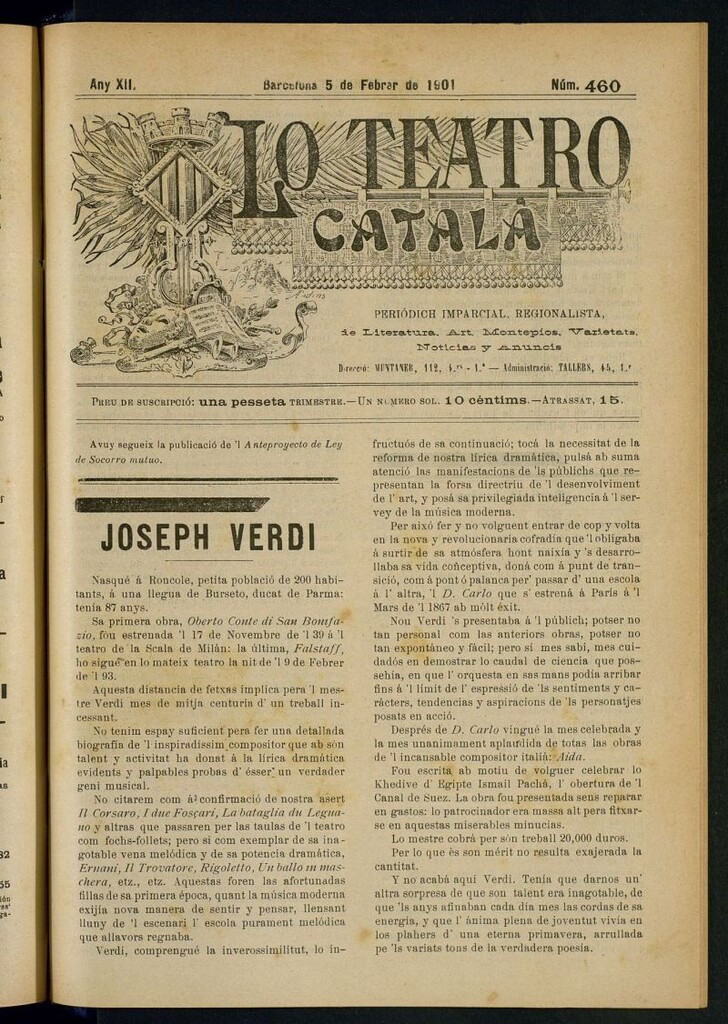 Any XII.
Barcelona 5 de Febrer de 1901
Núm. 460
LO TEATRO
CATALÀ
PERIÓDICH IMPARCIAL, REGIONALISTA,
de Literatura, Art, Montepios, Varietats,
Noticias y Anuncis
Direcció: MUNTANER, 112, 4.rt - 1.ª — Administració: TALLERS, 45, 1.r
PREU DE SUSCRIPCIÓ: una pesseta TRIMESTRE.—UN NÚMERO SOL, 10 céntims.—ATRASSAT, 15.
Avuy segueix la publicació de 'l Anteproyecto de Ley
de Socorro mutuo.
JOSEPH VERDI
Nasqué á Roncole, petita població de 200 habi-
tants, á una llegua de Burseto, ducat de Parma:
tenía 87 anys.
Sa primera obra, Oberto Conte di San Bonifa-
zio, fou estrenada 'l 17 de Novembre de 'l 39 á 'l
teatro de la Scala de Milán: la última, Falstaff,
ho sigué en lo mateix teatro la nit de 'l 9 de Febrer
de 'l 93.
Aquesta distancia de fetxas implica pera 'l mes-
tre Verdi mes de mitja centuria d' un treball in-
cessant.
No tenim espay suficient pera fer una detallada
biografía de 'l inspiradissim compositor que ab són
talent y activitat ha donat á la lírica dramática
evidents y palpables probas d' ésser un verdader
geni musical.
No citarem com á confirmació de nostra asert
Il Corsaro, I due Foscari, La bataglia du Legua-
no y altras que passaren per las taulas de 'l teatro
com fochs-follets; pero si com exemplar de sa ina-
gotable vena melódica y de sa potencia dramática,
Ernani, Il Trovatore, Rigoletto, Un ballo in mas-
chera, etz., etz. Aquestas foren las afortunadas
fillas de sa primera época, quant la música moderna
exijía nova manera de sentir y pensar, llensant
lluny de 'l escenari l' escola purament melódica
que allavors regnaba.
Verdi, comprengué la inverossimilitut, lo in-
fructuós de sa continuació; tocá la necessitat de la
reforma de nostra lírica dramática, pulsá ab suma
atenció las manifestacions de 'ls públichs que re-
presentan la forsa directriu de 'l desenvolviment
de l' art, y posá sa privilegiada inteligencia á 'l ser-
vey de la música moderna.
Per aixó fer y no volguent entrar de cop y volta
en la nova y revolucionaria cofradía que 'l obligaba
á surtir de sa atmósfera hont naixía y 's desarro-
llaba sa vida conceptiva, doná com á punt de tran-
sició, com á pont ó palanca per' passar d' una escola
á l' altra, 'l D. Carlo que s' estrená á París á 'l
Mars de 'l 1867 ab mòlt éxit.
Nou Verdi 's presentaba á 'l públich; potser no
tan personal com las anteriors obras, potser no
tan expontáneo y fácil; pero sí mes sabi, mes cui-
dadós en demostrar lo caudal de ciencia que pos-
sehía, en que l' orquesta en sas mans podía arribar
fins á 'l límit de l' espressió de 'ls sentiments y ca-
rácters, tendencias y aspiracions de 'ls personatjes
posats en acció.
Després de D. Carlo vingué la mes celebrada y
la mes unanimament aplaudida de totas las obras
de 'l incansable compositor italiá: Aida.
Fou escrita ab motiu de volguer celebrar lo
Khedive d' Egipte Ismail Pachá, l' obertura de 'l
Canal de Suez. La obra fou presentada sens reparar
en gastos: lo patrocinador era massa alt pera fitxar-
se en aquestas miserables minucias.
Lo mestre cobrá per són treball 20,000 duros.
Per lo que és son mérit no resulta exajerada la
cantitat.
Y no acabá aquí Verdi. Tenía que darnos un'
altra sorpresa de que son talent era inagotable, de
que 'ls anys afinaban cada día mes las cordas de sa
energía, y que l' ánima plena de joventut vivía en
los plahers d' una eterna primavera, arrullada
pe 'ls variats tons de la verdadera poesía.